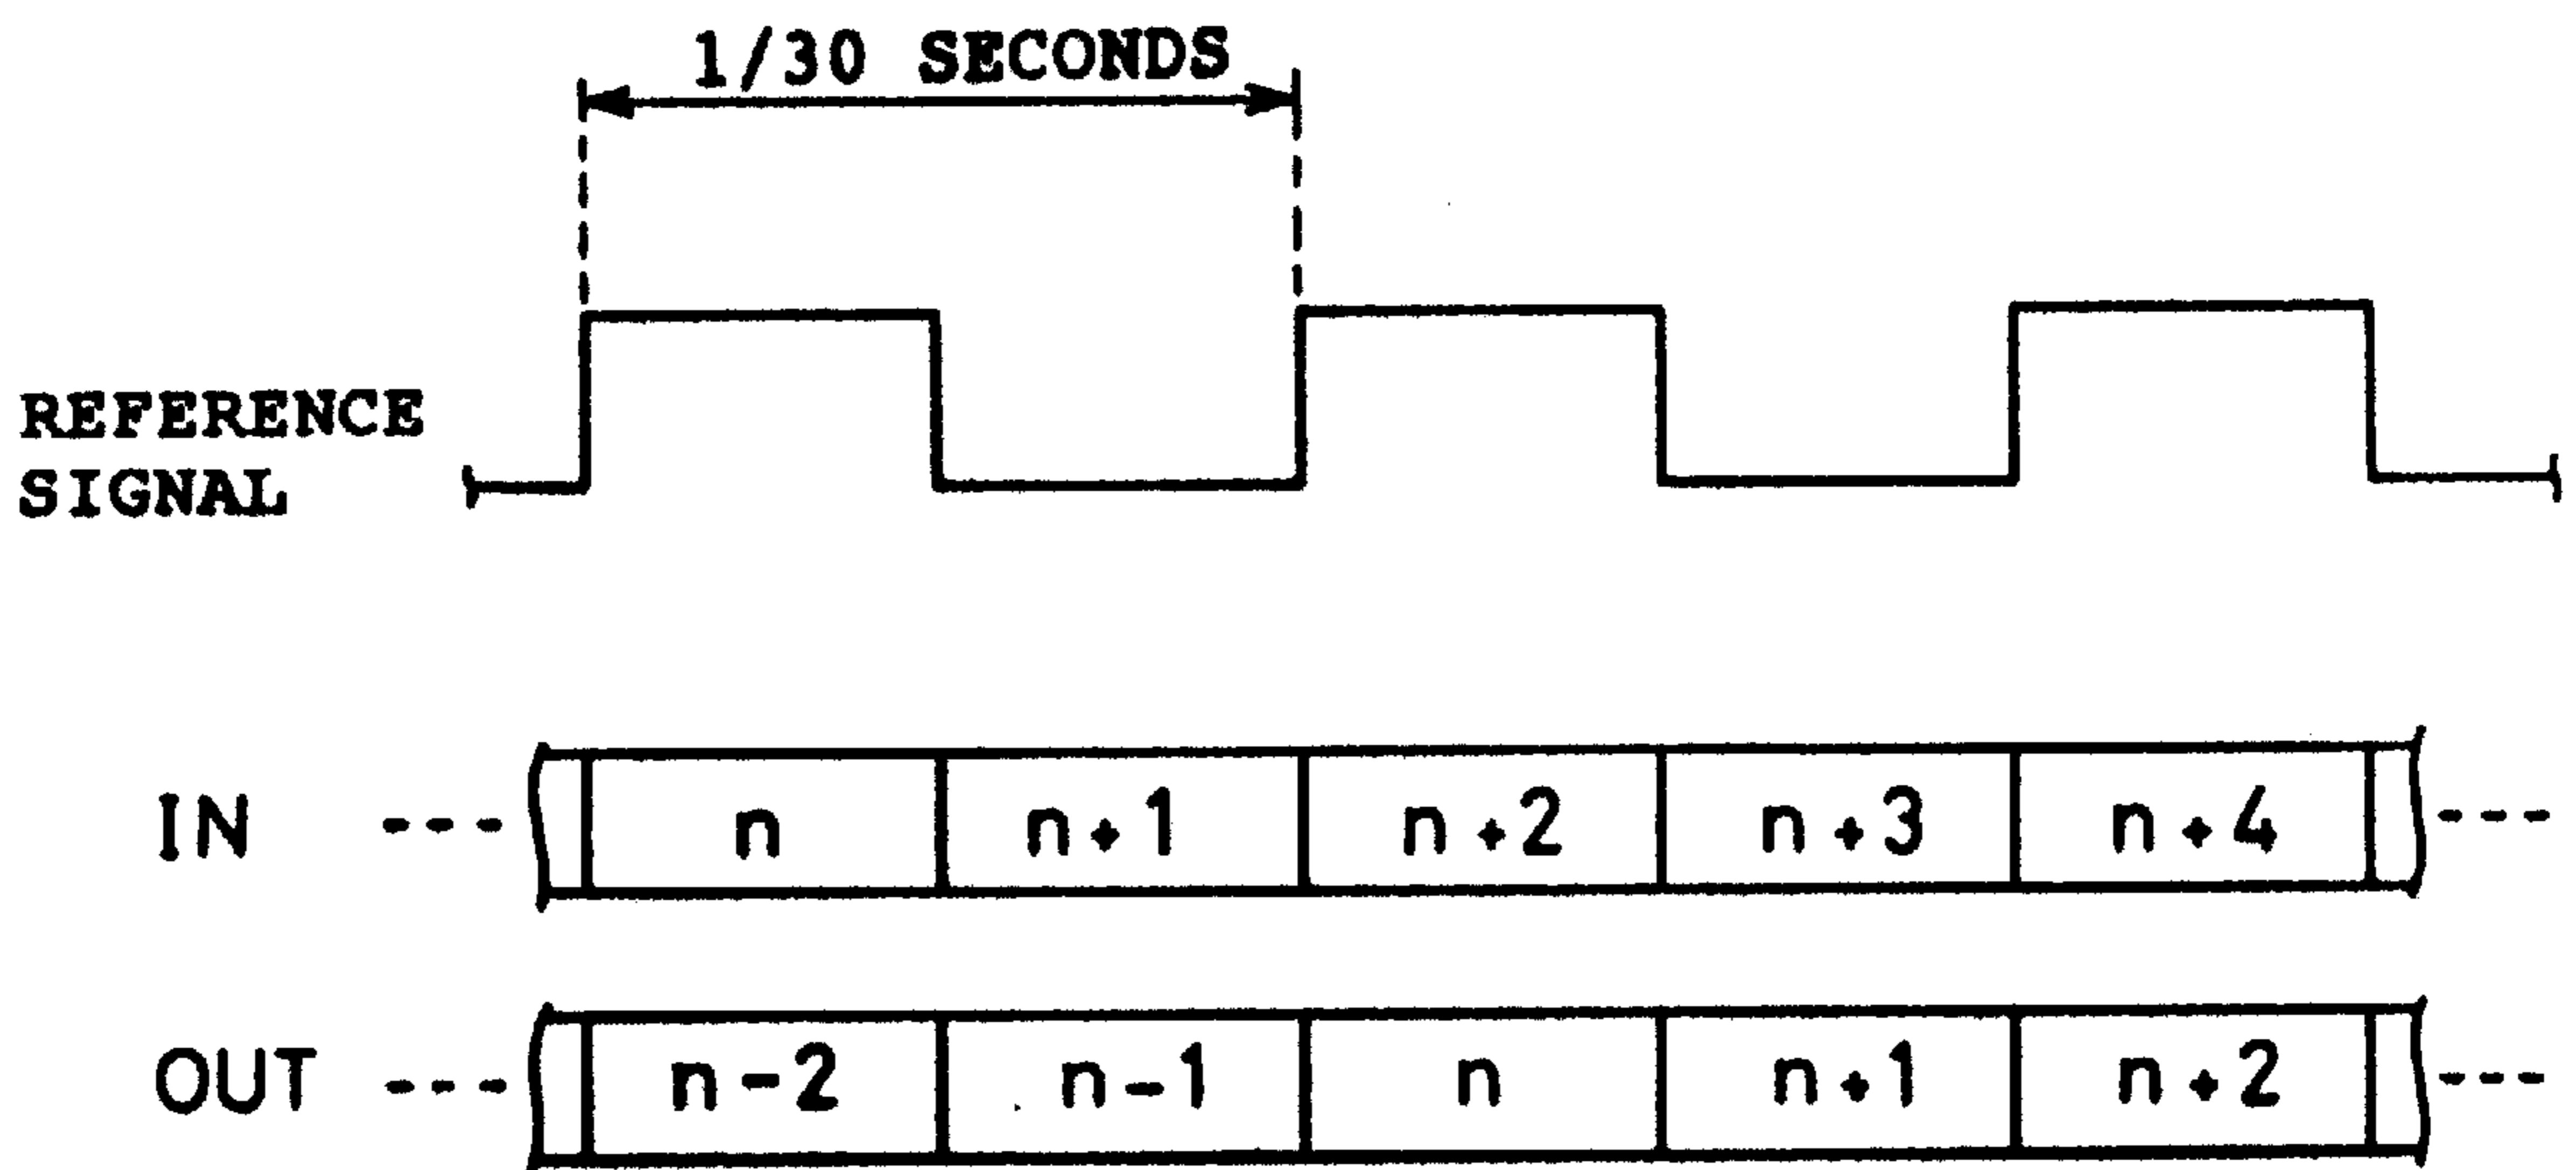 1/30 SECONDS
REFERENCE
SIGNAL
IN --- n n+1 n+2 n+3 n+4 ---
OUT --- n-2 n-1 n n+1 n+2 ---